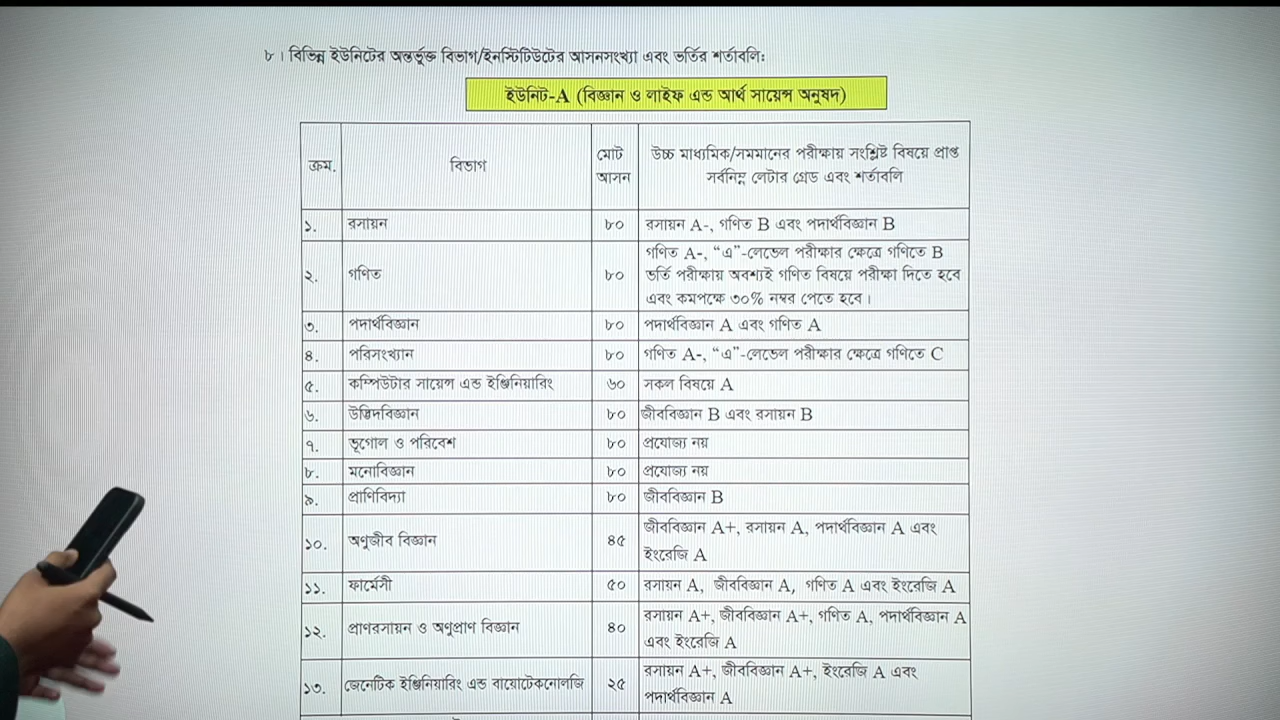 ৮। বিভিন্ন ইউনিটের অন্তর্ভুক্ত বিভাগ/ইনস্টিটিউটের আসনসংখ্যা এবং ভর্তির শর্তাবলি:
ইউনিট-A (বিজ্ঞান ও লাইফ এন্ড আর্থ সায়েন্স অনুষদ)
ক্রম. বিভাগ মোট আসন উচ্চ মাধ্যমিক/সমমানের পরীক্ষায় সংশ্লিষ্ট বিষয়ে প্রাপ্ত
সর্বনিম্ন লেটার গ্রেড এবং শর্তাবলি
১. রসায়ন ৮০ রসায়ন A-, গণিত B এবং পদার্থবিজ্ঞান B
২. গণিত ৮০ গণিত A-, “এ”-লেভেল পরীক্ষার ক্ষেত্রে গণিতে B
ভর্তি পরীক্ষায় অবশ্যই গণিত বিষয়ে পরীক্ষা দিতে হবে
এবং কমপক্ষে ৩০% নম্বর পেতে হবে।
৩. পদার্থবিজ্ঞান ৮০ পদার্থবিজ্ঞান A এবং গণিত A
৪. পরিসংখ্যান ৮০ গণিত A-, “এ”-লেভেল পরীক্ষার ক্ষেত্রে গণিতে C
৫. কম্পিউটার সায়েন্স এন্ড ইঞ্জিনিয়ারিং ৬০ সকল বিষয়ে A
৬. উদ্ভিদবিজ্ঞান ৮০ জীববিজ্ঞান B এবং রসায়ন B
৭. ভূগোল ও পরিবেশ ৮০ প্রযোজ্য নয়
৮. মনোবিজ্ঞান ৮০ প্রযোজ্য নয়
৯. প্রাণিবিদ্যা ৮০ জীববিজ্ঞান B
১০. অণুজীব বিজ্ঞান ৪৫ জীববিজ্ঞান A+, রসায়ন A, পদার্থবিজ্ঞান A এবং
ইংরেজি A
১১. ফার্মেসী ৫০ রসায়ন A, জীববিজ্ঞান A, গণিত A এবং ইংরেজি A
১২. প্রাণরসায়ন ও অণুপ্রাণ বিজ্ঞান ৪০ রসায়ন A+, জীববিজ্ঞান A+, গণিত A, পদার্থবিজ্ঞান A
এবং ইংরেজি A
১৩. জেনেটিক ইঞ্জিনিয়ারিং এন্ড বায়োটেকনোলজি ২৫ রসায়ন A+, জীববিজ্ঞান A+, ইংরেজি A এবং
পদার্থবিজ্ঞান A